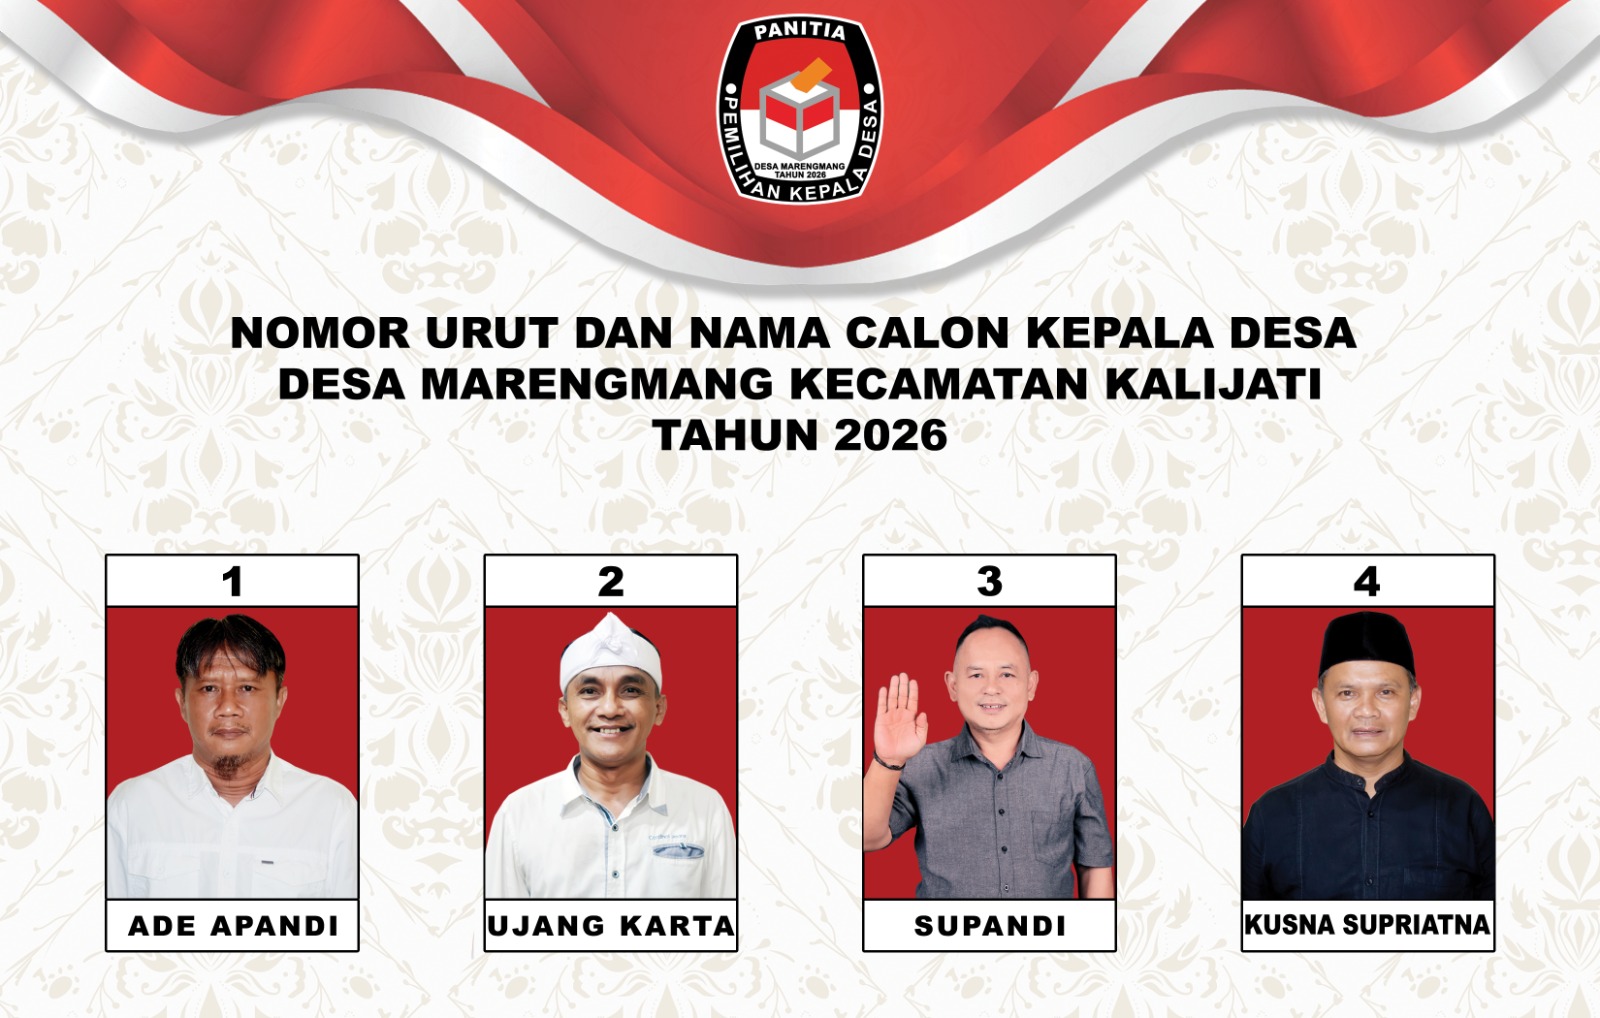 PANITIA
PEMILIHAN KEPALA DESA
DESA MARENGMANG
TAHUN 2026
NOMOR URUT DAN NAMA CALON KEPALA DESA
DESA MARENGMANG KECAMATAN KALIJATI
TAHUN 2026
1
2
3
4
ADE APANDI
UJANG KARTA
SUPANDI
KUSNA SUPRIATNA